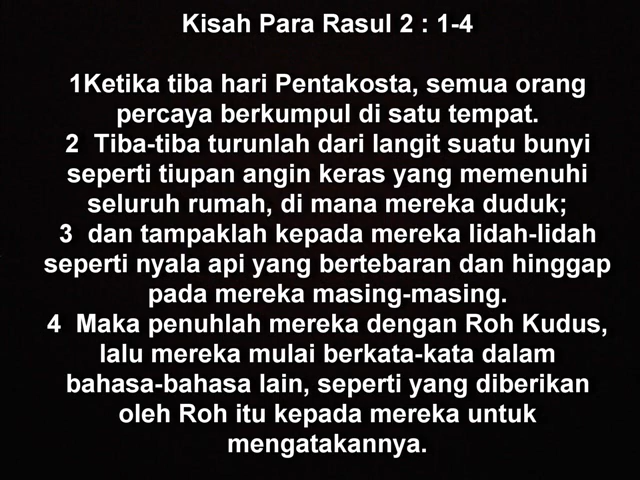 Kisah Para Rasul 2 : 1-4
1Ketika tiba hari Pentakosta, semua orang
percaya berkumpul di satu tempat.
2 Tiba-tiba turunlah dari langit suatu bunyi
seperti tiupan angin keras yang memenuhi
seluruh rumah, di mana mereka duduk;
3 dan tampaklah kepada mereka lidah-lidah
seperti nyala api yang bertebaran dan hinggap
pada mereka masing-masing.
4 Maka penuhlah mereka dengan Roh Kudus,
lalu mereka mulai berkata-kata dalam
bahasa-bahasa lain, seperti yang diberikan
oleh Roh itu kepada mereka untuk
mengatakannya.